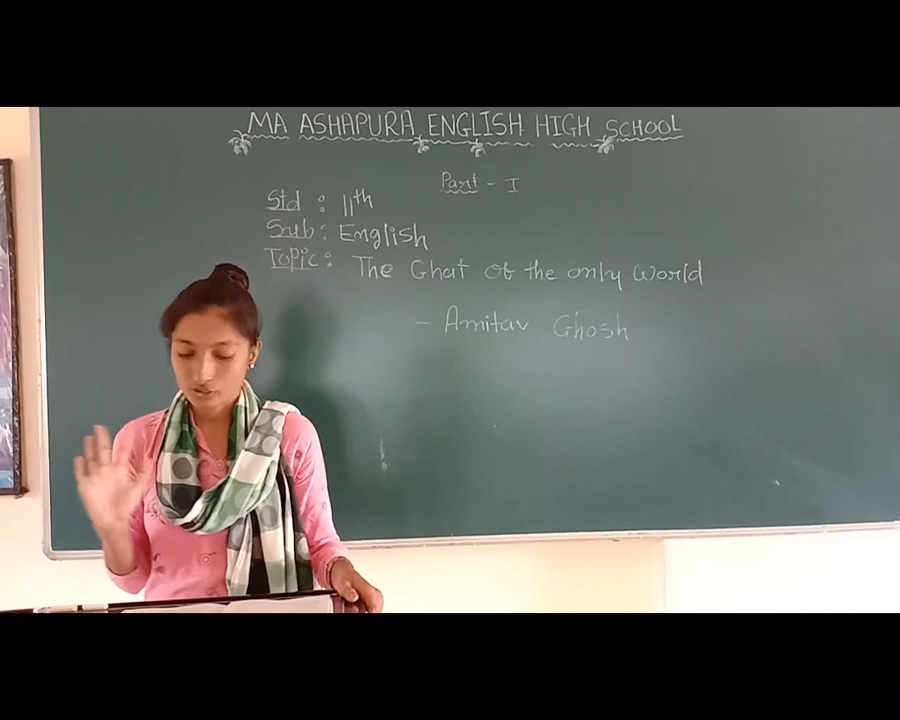 MA ASHAPURA ENGLISH HIGH SCHOOL
Part - I
Std : 11th
Sub : English
Topic : The Ghat of the only World
- Amitav Ghosh